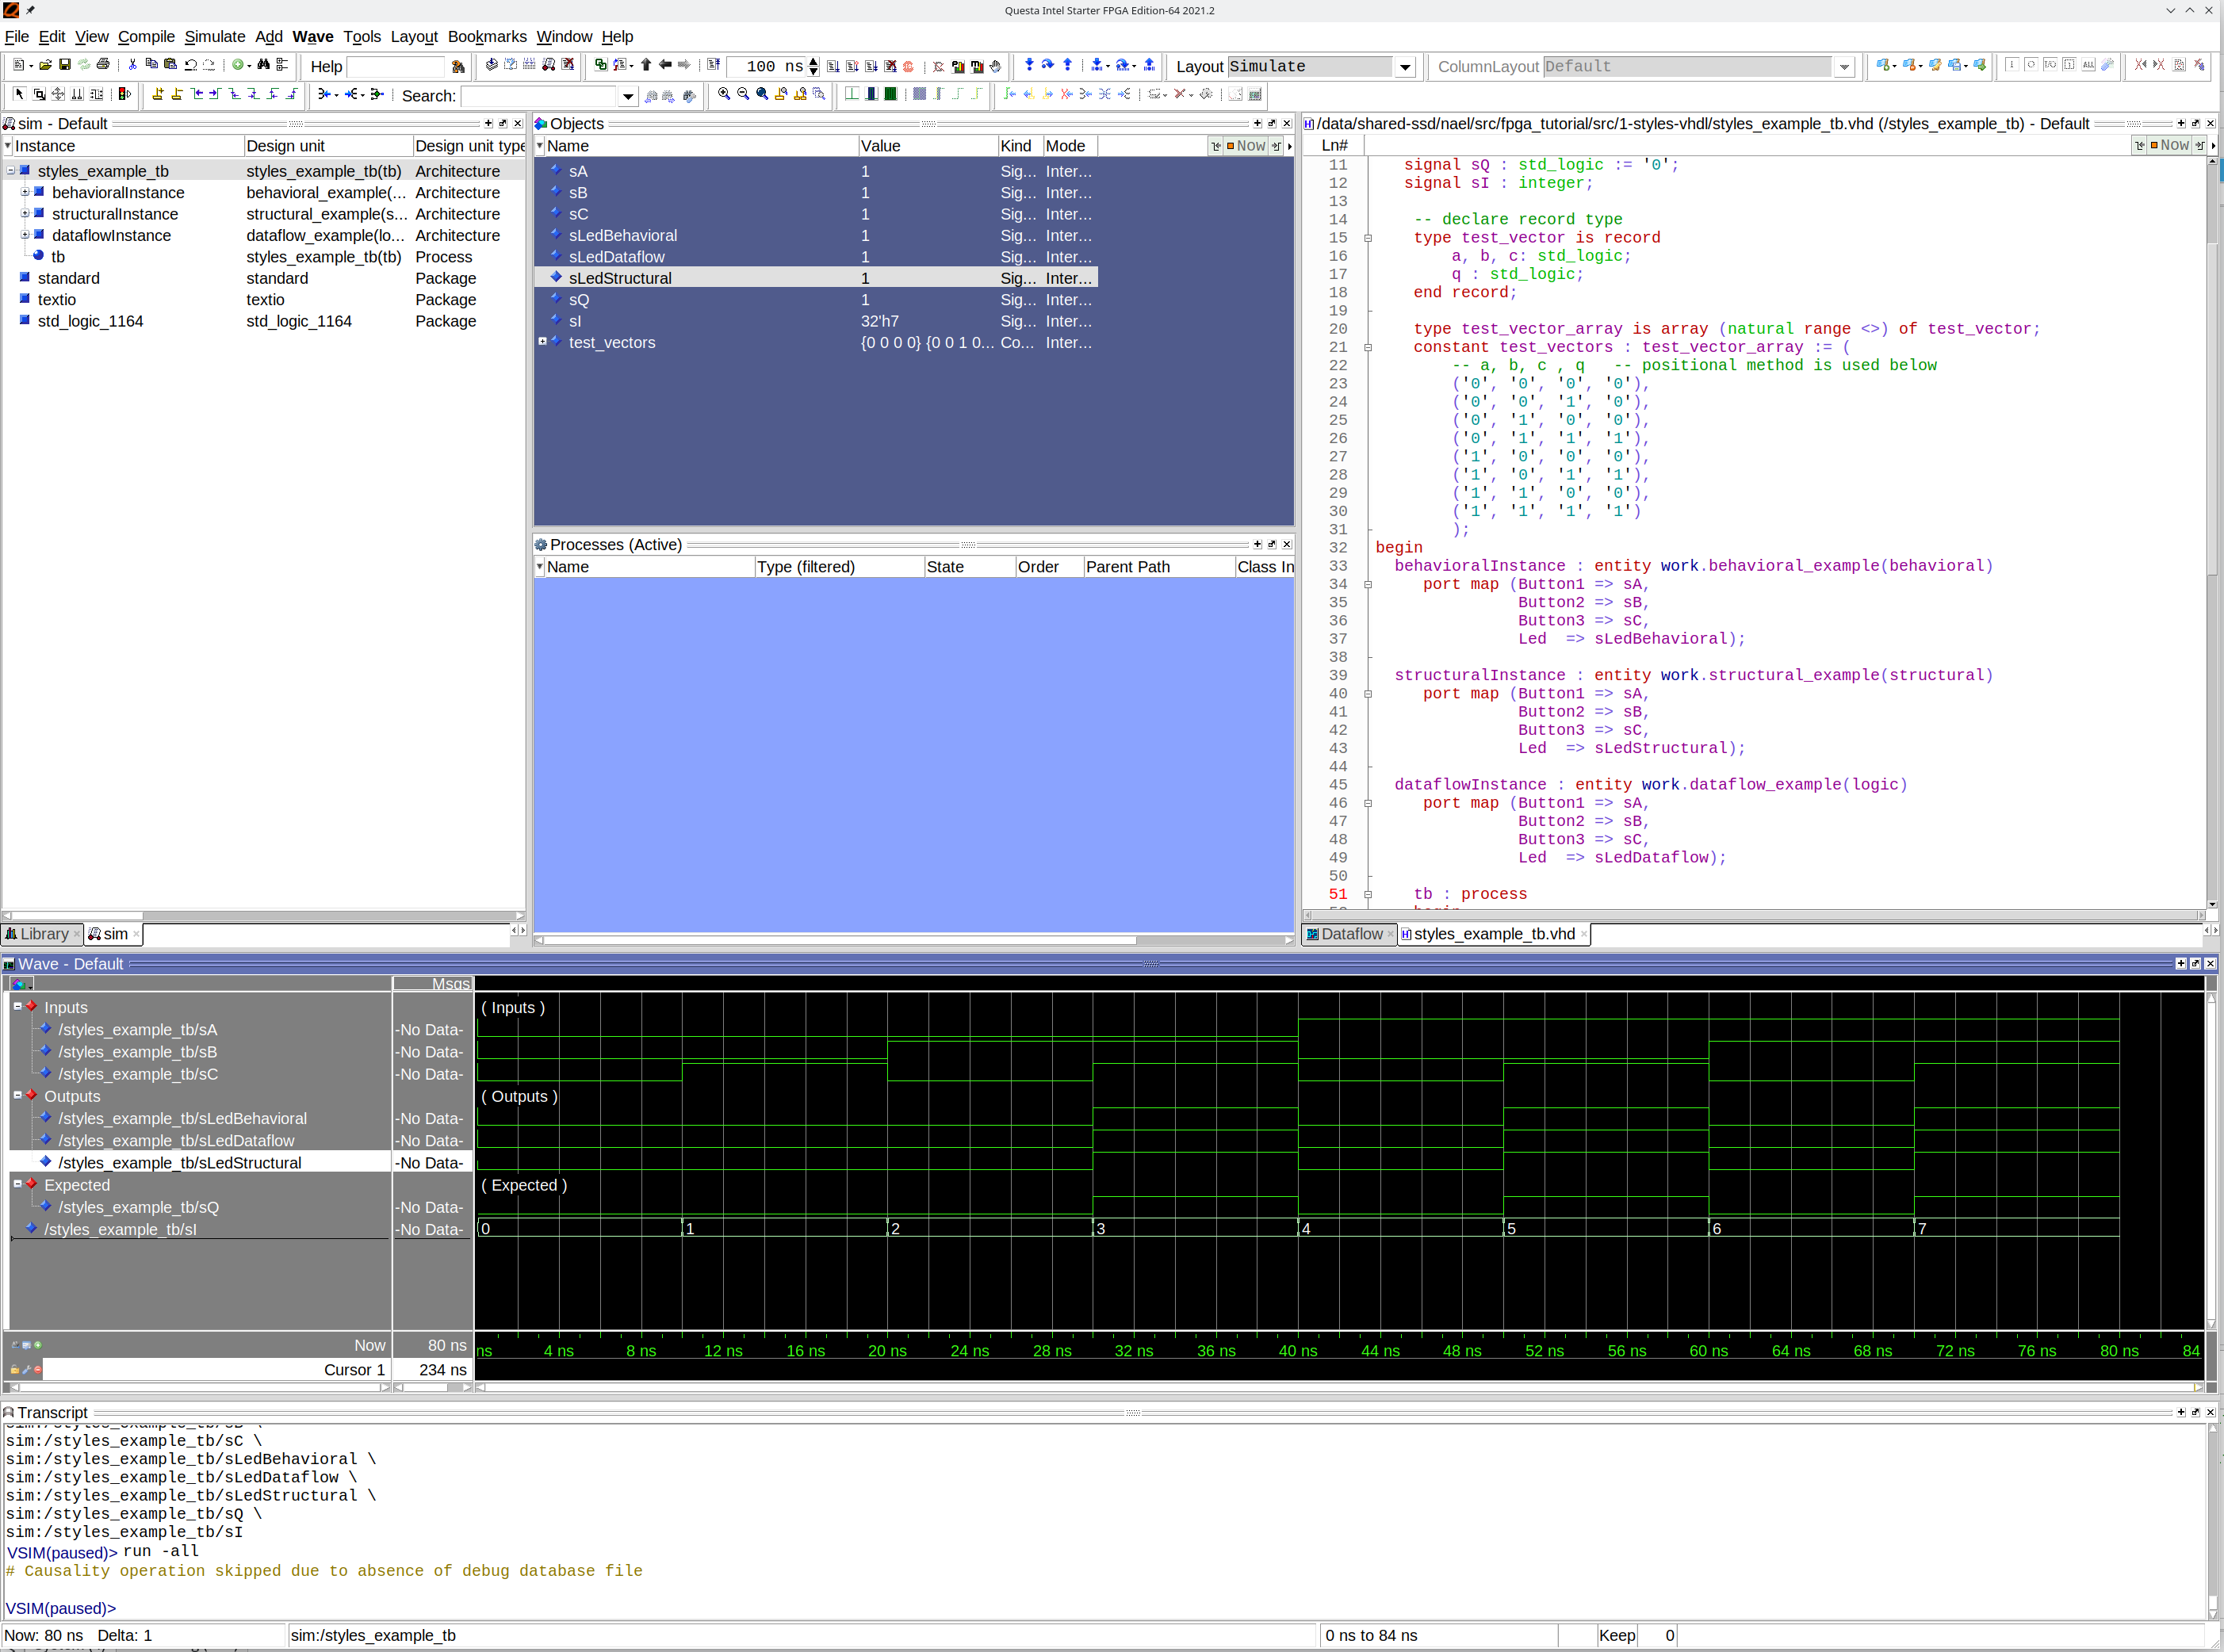 Questa Intel Starter FPGA Edition-64 2021.2
File Edit View Compile Simulate Add Wave Tools Layout Bookmarks Window Help
Help 100 ns Layout Simulate ColumnLayout Default
Search:
sim - Default
Instance Design unit Design unit type
styles_example_tb styles_example_tb(tb) Architecture
behavioralInstance behavioral_example(... Architecture
structuralInstance structural_example(s... Architecture
dataflowInstance dataflow_example(lo... Architecture
tb styles_example_tb(tb) Process
standard standard Package
textio textio Package
std_logic_1164 std_logic_1164 Package
Library sim
Objects
Name Value Kind Mode Now
sA 1 Sig... Inter...
sB 1 Sig... Inter...
sC 1 Sig... Inter...
sLedBehavioral 1 Sig... Inter...
sLedDataflow 1 Sig... Inter...
sLedStructural 1 Sig... Inter...
sQ 1 Sig... Inter...
sI 32'h7 Sig... Inter...
test_vectors {0 0 0 0} {0 0 1 0... Co... Inter...
Processes (Active)
Name Type (filtered) State Order Parent Path Class In
/data/shared-ssd/nael/src/fpga_tutorial/src/1-styles-vhdl/styles_example_tb.vhd (/styles_example_tb) - Default
Ln# Now
11 signal sQ : std_logic := '0';
12 signal sI : integer;
13
14 -- declare record type
15 type test_vector is record
16 a, b, c: std_logic;
17 q : std_logic;
18 end record;
19
20 type test_vector_array is array (natural range <>) of test_vector;
21 constant test_vectors : test_vector_array := (
22 -- a, b, c , q -- positional method is used below
23 ('0', '0', '0', '0'),
24 ('0', '0', '1', '0'),
25 ('0', '1', '0', '0'),
26 ('0', '1', '1', '1'),
27 ('1', '0', '0', '0'),
28 ('1', '0', '1', '1'),
29 ('1', '1', '0', '0'),
30 ('1', '1', '1', '1')
31 );
32 begin
33 behavioralInstance : entity work.behavioral_example(behavioral)
34 port map (Button1 => sA,
35 Button2 => sB,
36 Button3 => sC,
37 Led => sLedBehavioral);
38
39 structuralInstance : entity work.structural_example(structural)
40 port map (Button1 => sA,
41 Button2 => sB,
42 Button3 => sC,
43 Led => sLedStructural);
44
45 dataflowInstance : entity work.dataflow_example(logic)
46 port map (Button1 => sA,
47 Button2 => sB,
48 Button3 => sC,
49 Led => sLedDataflow);
50
51 tb : process
Dataflow styles_example_tb.vhd
Wave - Default
Msgs
Inputs ( Inputs )
/styles_example_tb/sA -No Data-
/styles_example_tb/sB -No Data-
/styles_example_tb/sC -No Data-
Outputs ( Outputs )
/styles_example_tb/sLedBehavioral -No Data-
/styles_example_tb/sLedDataflow -No Data-
/styles_example_tb/sLedStructural -No Data-
Expected ( Expected )
/styles_example_tb/sQ -No Data-
/styles_example_tb/sI -No Data- 0 1 2 3 4 5 6 7
Now 80 ns ns 4 ns 8 ns 12 ns 16 ns 20 ns 24 ns 28 ns 32 ns 36 ns 40 ns 44 ns 48 ns 52 ns 56 ns 60 ns 64 ns 68 ns 72 ns 76 ns 80 ns 84
Cursor 1 234 ns
Transcript
sim:/styles_example_tb/sC \
sim:/styles_example_tb/sLedBehavioral \
sim:/styles_example_tb/sLedDataflow \
sim:/styles_example_tb/sLedStructural \
sim:/styles_example_tb/sQ \
sim:/styles_example_tb/sI
VSIM(paused)> run -all
# Causality operation skipped due to absence of debug database file
VSIM(paused)>
Now: 80 ns Delta: 1 sim:/styles_example_tb 0 ns to 84 ns Keep 0